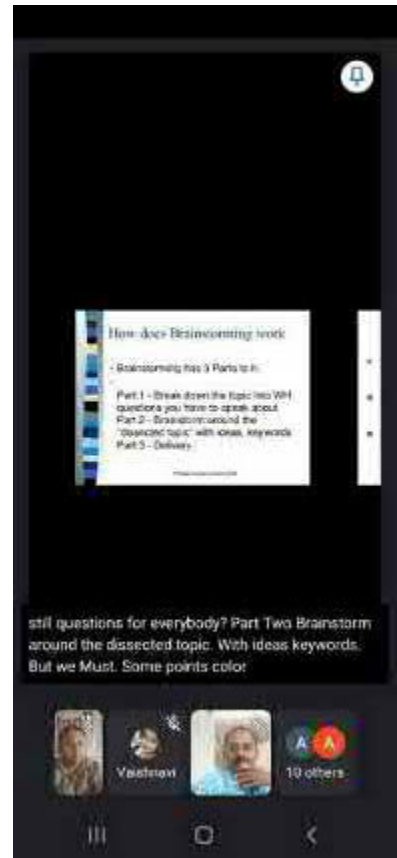 How does Brainstorming work
- Brainstorming has 3 Parts to it.
-
Part 1 - Break down the topic into WH
questions you have to speak about
Part 2 - Brainstorm around the
"dissected topic" with ideas, keywords
Part 3 - Delivery
still questions for everybody? Part Two Brainstorm
around the dissected topic. With ideas keywords.
But we Must. Some points color
Vaishnavi
A A
10 others